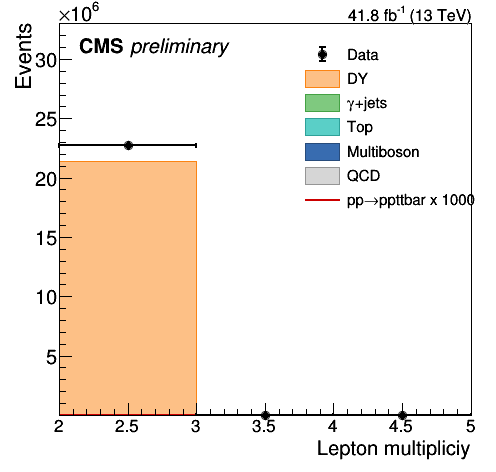 ×10⁶
41.8 fb⁻¹ (13 TeV)
Events
CMS preliminary
Data
DY
γ+jets
Top
Multiboson
QCD
pp→ppttbar x 1000
30
25
20
15
10
5
2 2.5 3 3.5 4 4.5 5
Lepton multipliciy